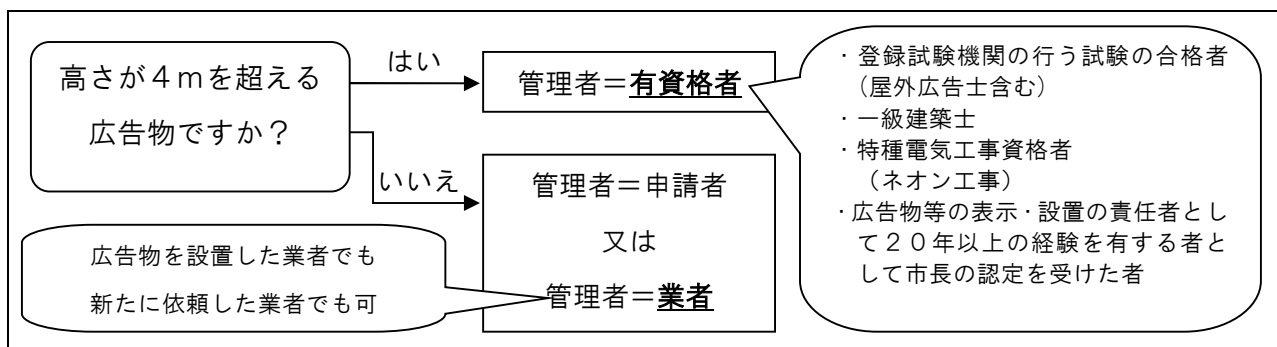 高さが４ｍを超える
広告物ですか？
はい
管理者＝有資格者
・登録試験機関の行う試験の合格者
（屋外広告士含む）
・一級建築士
・特種電気工事資格者
（ネオン工事）
・広告物等の表示・設置の責任者とし
て２０年以上の経験を有する者と
して市長の認定を受けた者
いいえ
管理者＝申請者
又は
管理者＝業者
広告物を設置した業者でも
新たに依頼した業者でも可